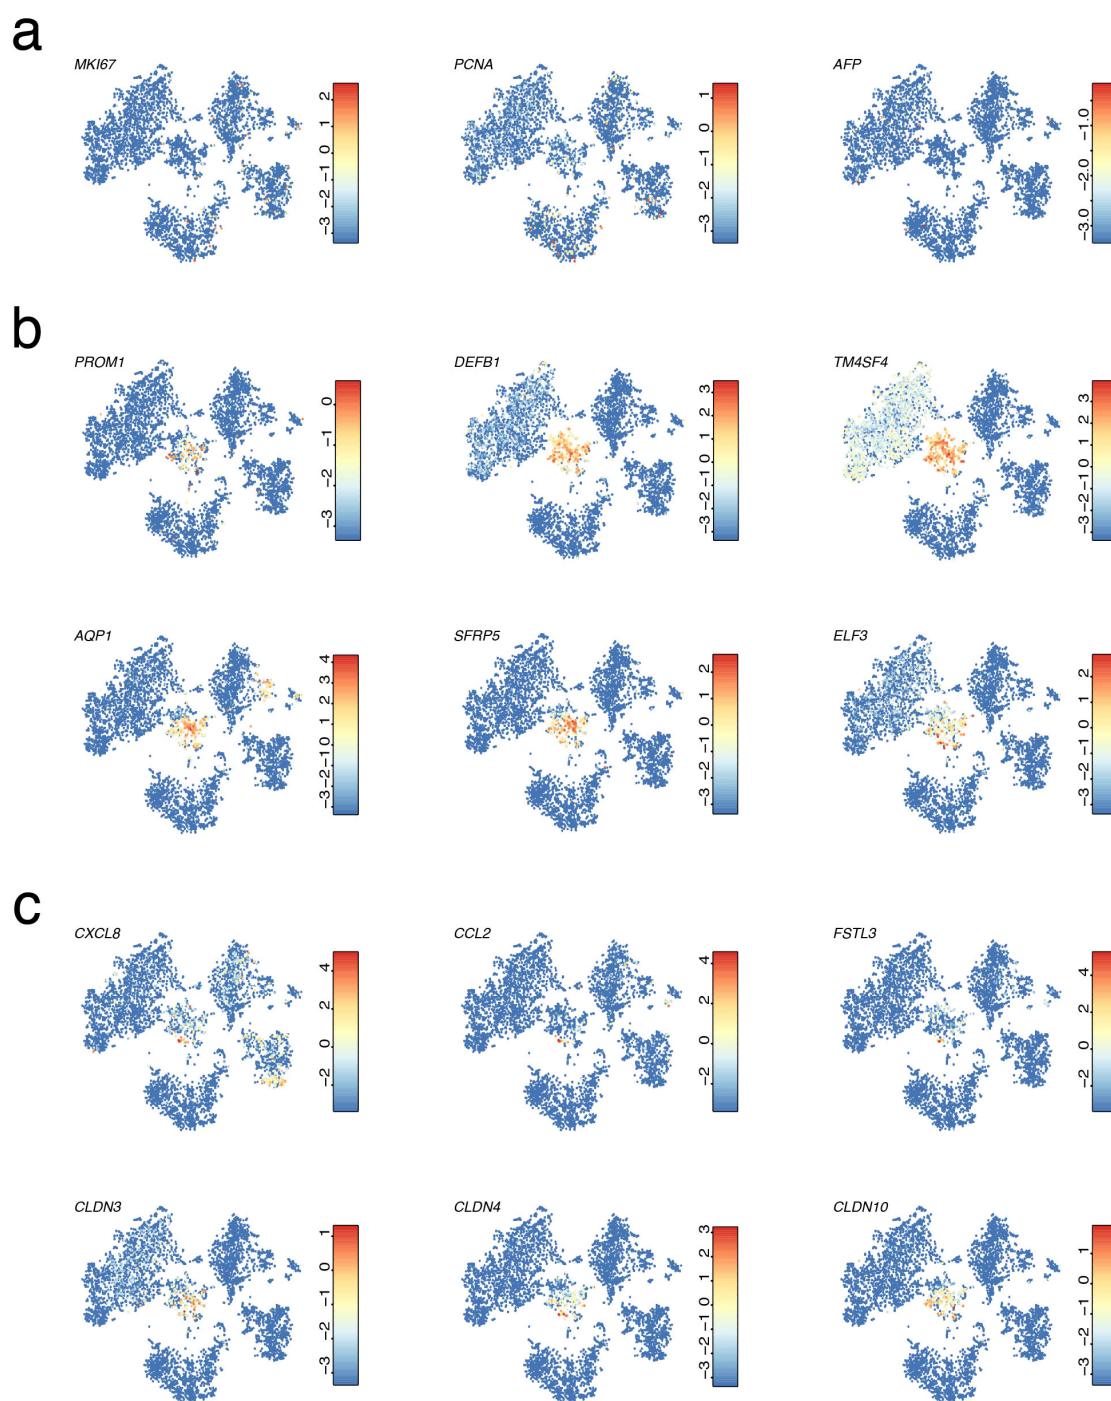 a
MKI67 PCNA AFP
2 1 0 −1 −2 −3
1 0 −1 −2 −3
−1.0 −2.0 −3.0
b
PROM1 DEFB1 TM4SF4
0 −1 −2 −3
3 2 1 0 −1 −2 −3
3 2 1 0 −1 −2 −3
AQP1 SFRP5 ELF3
4 3 2 1 0 −1 −2 −3
2 1 0 −1 −2 −3
2 1 0 −1 −2 −3
c
CXCL8 CCL2 FSTL3
4 2 0 −2
4 2 0 −2
4 2 0 −2
CLDN3 CLDN4 CLDN10
1 0 −1 −2 −3
3 2 1 0 −1 −2 −3
1 0 −1 −2 −3